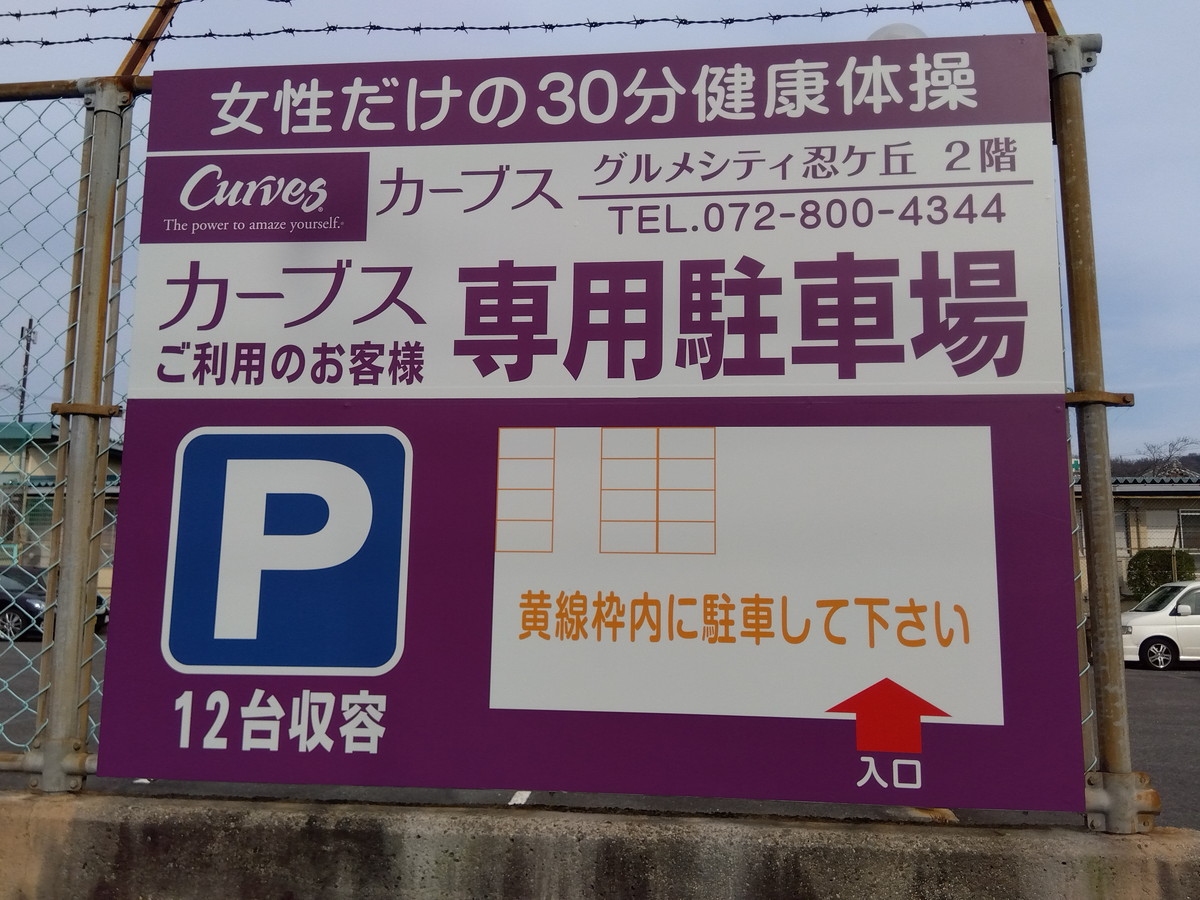 女性だけの30分健康体操
Curves
The power to amaze yourself.
カーブス
グルメシティ忍ケ丘 2階
TEL.072-800-4344
カーブス
ご利用のお客様
専用駐車場
P
12台収容
黄線枠内に駐車して下さい
入口